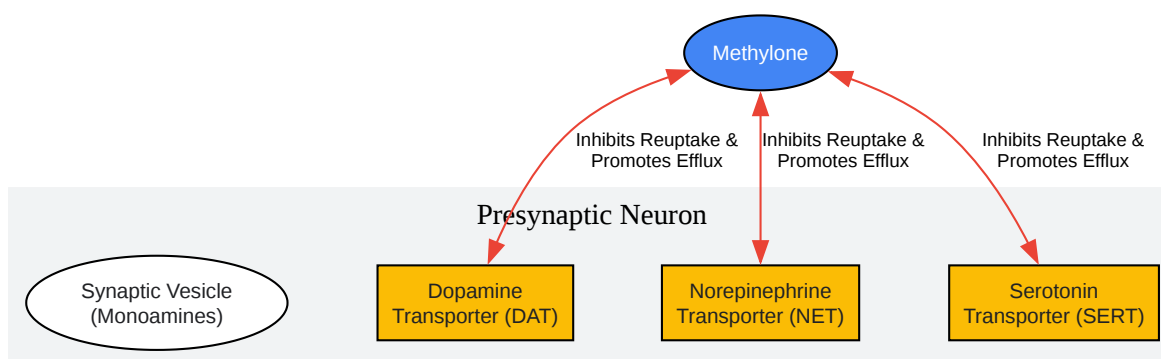 Methylone
Inhibits Reuptake &
Promotes Efflux
Inhibits Reuptake &
Promotes Efflux
Inhibits Reuptake &
Promotes Efflux
Presynaptic Neuron
Synaptic Vesicle
(Monoamines)
Dopamine
Transporter (DAT)
Norepinephrine
Transporter (NET)
Serotonin
Transporter (SERT)